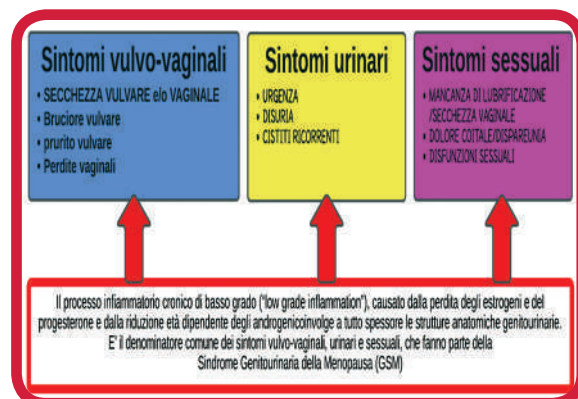 Sintomi vulvo-vaginali
• SECCHEZZA VULVARE e/o VAGINALE
• Bruciore vulvare
• prurito vulvare
• Perdite vaginali
Sintomi urinari
• URGENZA
• DISURIA
• CISTITI RICORRENTI
Sintomi sessuali
• MANCANZA DI LUBRIFICAZIONE
/SECCHEZZA VAGINALE
• DOLORE COITALE/DISPAREUNIA
• DISFUNZIONI SESSUALI
Il processo infiammatorio cronico di basso grado ("low grade inflammation"), causato dalla perdita degli estrogeni e del
progesterone e dalla riduzione età dipendente degli androgenicoinvolge a tutto spessore le strutture anatomiche genitourinarie.
E' il denominatore comune dei sintomi vulvo-vaginali, urinari e sessuali, che fanno parte della
Sindrome Genitourinaria della Menopausa (GSM)